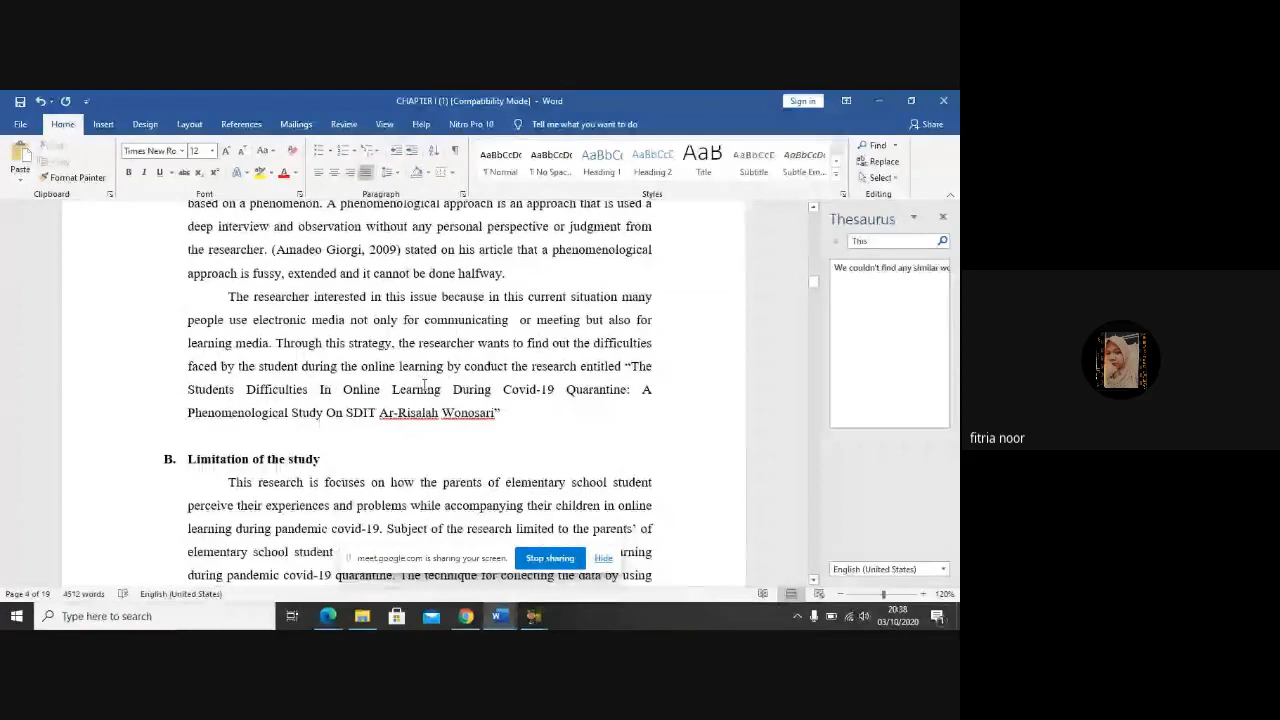 CHAPTER I (1) [Compatibility Mode] - Word
Sign in
File Home Insert Design Layout References Mailings Review View Help Nitro Pro 10 Tell me what you want to do Share
Paste
Format Painter
Clipboard
Times New Ro 12
Font
Paragraph
AaBbCcDc AaBbCcDc AaBbCc AaBbCcC AaB AaBbCcD AaBbCcDc
¶ Normal ¶ No Spac... Heading 1 Heading 2 Title Subtitle Subtle Em...
Styles
Find
Replace
Select
Editing
based on a phenomenon. A phenomenological approach is an approach that is used a
deep interview and observation without any personal perspective or judgment from
the researcher. (Amadeo Giorgi, 2009) stated on his article that a phenomenological
approach is fussy, extended and it cannot be done halfway.
The researcher interested in this issue because in this current situation many
people use electronic media not only for communicating or meeting but also for
learning media. Through this strategy, the researcher wants to find out the difficulties
faced by the student during the online learning by conduct the research entitled “The
Students Difficulties In Online Learning During Covid-19 Quarantine: A
Phenomenological Study On SDIT Ar-Risalah Wonosari”
B. Limitation of the study
This research is focuses on how the parents of elementary school student
perceive their experiences and problems while accompanying their children in online
learning during pandemic covid-19. Subject of the research limited to the parents’ of
elementary school student
during pandemic covid-19 quarantine. The technique for collecting the data by using
meet.google.com is sharing your screen. Stop sharing Hide
Thesaurus
This
We couldn't find any similar wo
English (United States)
Page 4 of 19 4512 words English (United States) 120%
Type here to search
20:38
03/10/2020
fitria noor